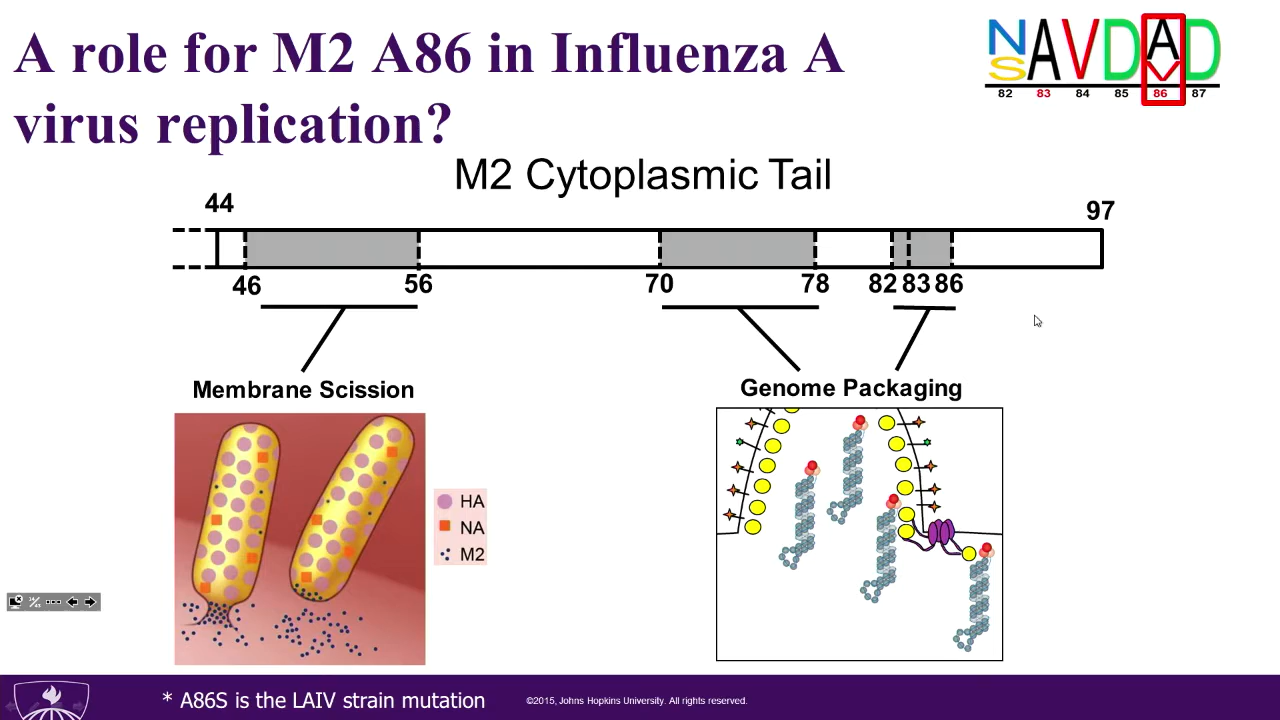 A role for M2 A86 in Influenza A
virus replication?
N S A V D A V D
82 83 84 85 86 87
M2 Cytoplasmic Tail
44
97
46 56 70 78 82 83 86
Membrane Scission
Genome Packaging
HA
NA
M2
* A86S is the LAIV strain mutation
©2015, Johns Hopkins University. All rights reserved.